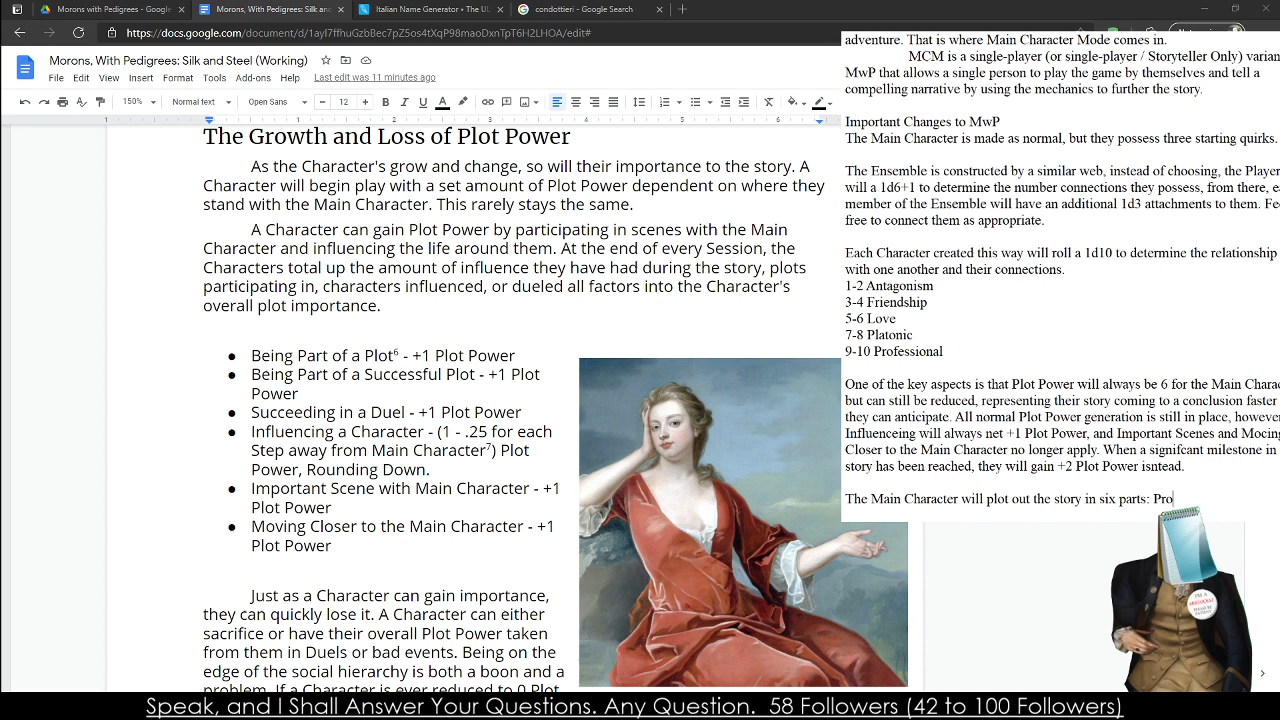 Morons with Pedigrees - Google
Morons, With Pedigrees: Silk and
Italian Name Generator • The UL
condottieri - Google Search
https://docs.google.com/document/d/1ayI7ffhuGzbBec7pZ5os4tXqP98maoDxnTpT6H2LHOA/edit#
Morons, With Pedigrees: Silk and Steel (Working)
File Edit View Insert Format Tools Add-ons Help Last edit was 11 minutes ago
150% Normal text Open Sans 12
1 1 2 3 4 5 6
The Growth and Loss of Plot Power
As the Character's grow and change, so will their importance to the story. A
Character will begin play with a set amount of Plot Power dependent on where they
stand with the Main Character. This rarely stays the same.
A Character can gain Plot Power by participating in scenes with the Main
Character and influencing the life around them. At the end of every Session, the
Characters total up the amount of influence they have had during the story, plots
participating in, characters influenced, or dueled all factors into the Character's
overall plot importance.
● Being Part of a Plot⁶ - +1 Plot Power
● Being Part of a Successful Plot - +1 Plot
Power
● Succeeding in a Duel - +1 Plot Power
● Influencing a Character - (1 - .25 for each
Step away from Main Character⁷) Plot
Power, Rounding Down.
● Important Scene with Main Character - +1
Plot Power
● Moving Closer to the Main Character - +1
Plot Power
Just as a Character can gain importance,
they can quickly lose it. A Character can either
sacrifice or have their overall Plot Power taken
from them in Duels or bad events. Being on the
edge of the social hierarchy is both a boon and a
problem. If a Character is ever reduced to 0 Plot
adventure. That is where Main Character Mode comes in.
MCM is a single-player (or single-player / Storyteller Only) varian
MwP that allows a single person to play the game by themselves and tell a
compelling narrative by using the mechanics to further the story.
Important Changes to MwP
The Main Character is made as normal, but they possess three starting quirks.
The Ensemble is constructed by a similar web, instead of choosing, the Player
will a 1d6+1 to determine the number connections they possess, from there, ea
member of the Ensemble will have an additional 1d3 attachments to them. Fee
free to connect them as appropriate.
Each Character created this way will roll a 1d10 to determine the relationship
with one another and their connections.
1-2 Antagonism
3-4 Friendship
5-6 Love
7-8 Platonic
9-10 Professional
One of the key aspects is that Plot Power will always be 6 for the Main Charac
but can still be reduced, representing their story coming to a conclusion faster
they can anticipate. All normal Plot Power generation is still in place, howeve
Influenceing will always net +1 Plot Power, and Important Scenes and Mocing
Closer to the Main Character no longer apply. When a signifcant milestone in
story has been reached, they will gain +2 Plot Power isntead.
The Main Character will plot out the story in six parts: Pro
I'M A
ARISTOCRAT
Speak, and I Shall Answer Your Questions. Any Question. 58 Followers (42 to 100 Followers)